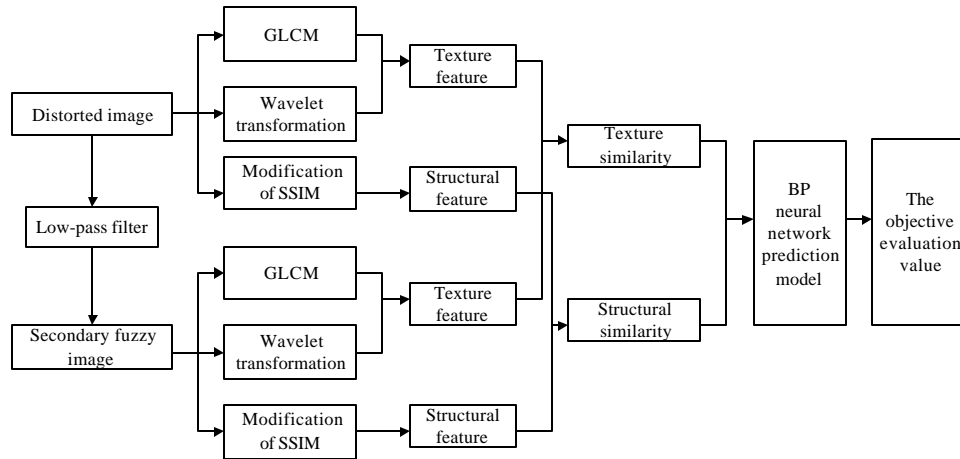 GLCM
Texture
feature
Distorted image
Wavelet
transformation
Texture
similarity
Modification
of SSIM
Structural
feature
BP
neural
network
prediction
model
The
objective
evaluation
value
Low-pass filter
GLCM
Texture
feature
Structural
similarity
Secondary fuzzy
image
Wavelet
transformation
Modification
of SSIM
Structural
feature